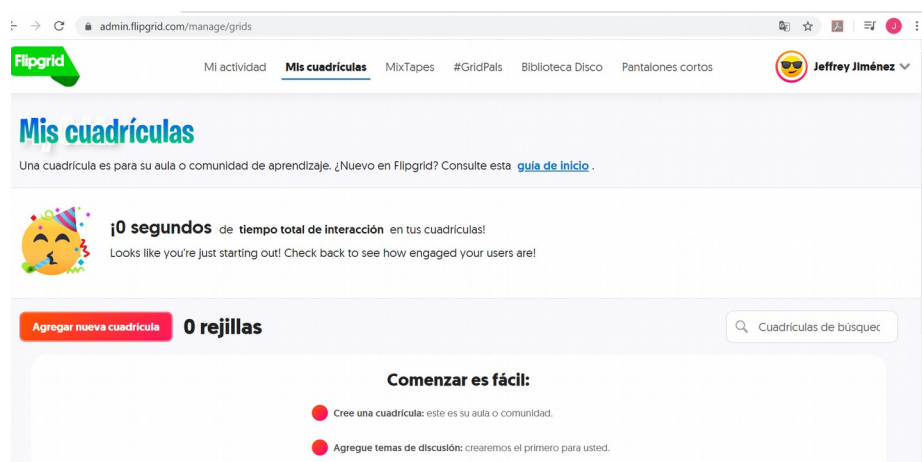 admin.flipgrid.com/manage/grids
Flipgrid
Mi actividad Mis cuadrículas MixTapes #GridPals Biblioteca Disco Pantalones cortos
Jeffrey JIménez
Mis cuadrículas
Una cuadrícula es para su aula o comunidad de aprendizaje. ¿Nuevo en Flipgrid? Consulte esta guía de inicio .
¡0 segundos de tiempo total de interacción en tus cuadrículas!
Looks like you're just starting out! Check back to see how engaged your users are!
Agregar nueva cuadrícula 0 rejillas
Cuadrículas de búsquec
Comenzar es fácil:
Cree una cuadrícula: este es su aula o comunidad.
Agregue temas de discusión: crearemos el primero para usted.